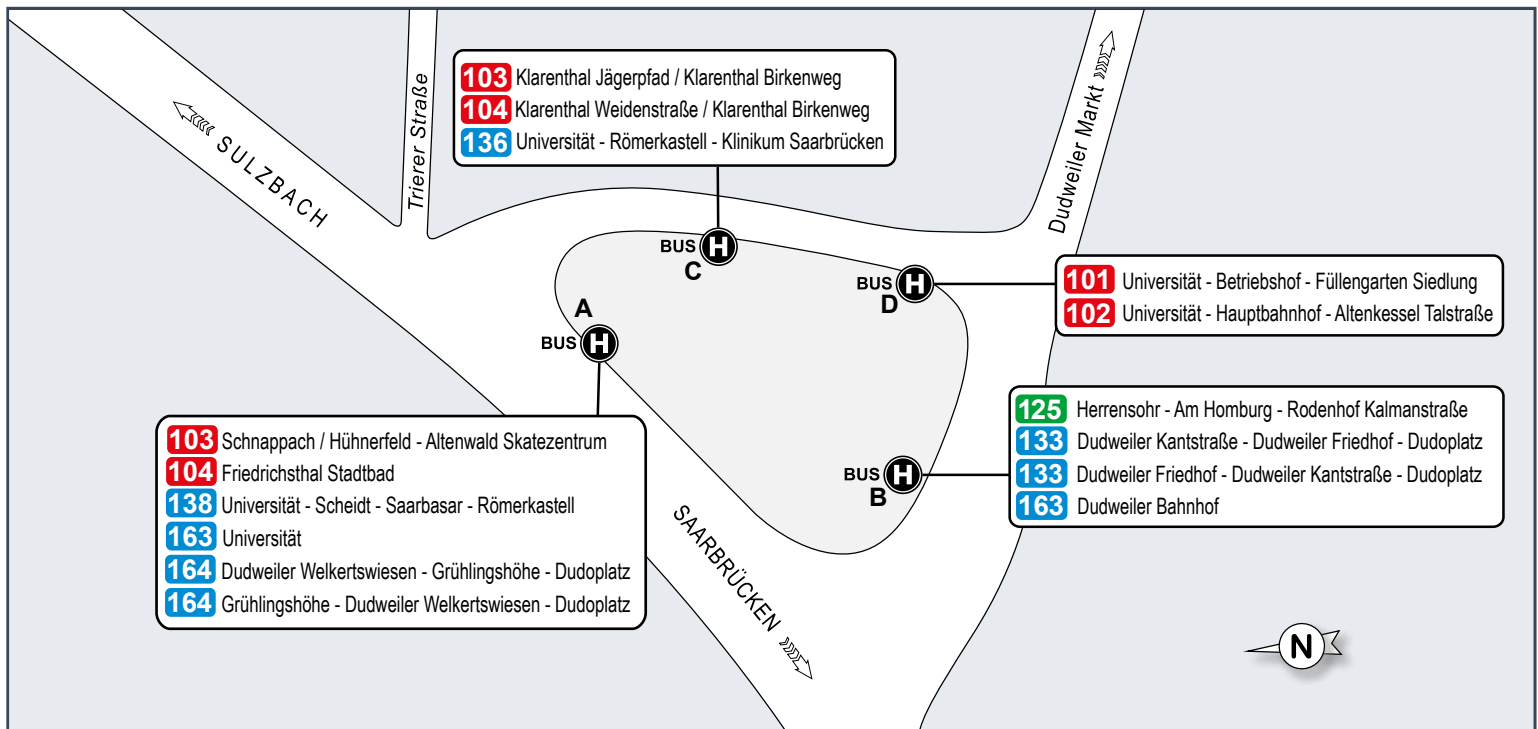 Trierer Straße
SULZBACH
Dudweiler Markt
103 Klarenthal Jägerpfad / Klarenthal Birkenweg
104 Klarenthal Weidenstraße / Klarenthal Birkenweg
136 Universität - Römerkastell - Klinikum Saarbrücken
BUS H
C
BUS H
D
101 Universität - Betriebshof - Füllengarten Siedlung
102 Universität - Hauptbahnhof - Altenkessel Talstraße
A
BUS H
103 Schnappach / Hühnerfeld - Altenwald Skatezentrum
104 Friedrichsthal Stadtbad
138 Universität - Scheidt - Saarbasar - Römerkastell
163 Universität
164 Dudweiler Welkertswiesen - Grühlingshöhe - Dudoplatz
164 Grühlingshöhe - Dudweiler Welkertswiesen - Dudoplatz
125 Herrensohr - Am Homburg - Rodenhof Kalmanstraße
133 Dudweiler Kantstraße - Dudweiler Friedhof - Dudoplatz
133 Dudweiler Friedhof - Dudweiler Kantstraße - Dudoplatz
163 Dudweiler Bahnhof
BUS H
B
SAARBRÜCKEN
N